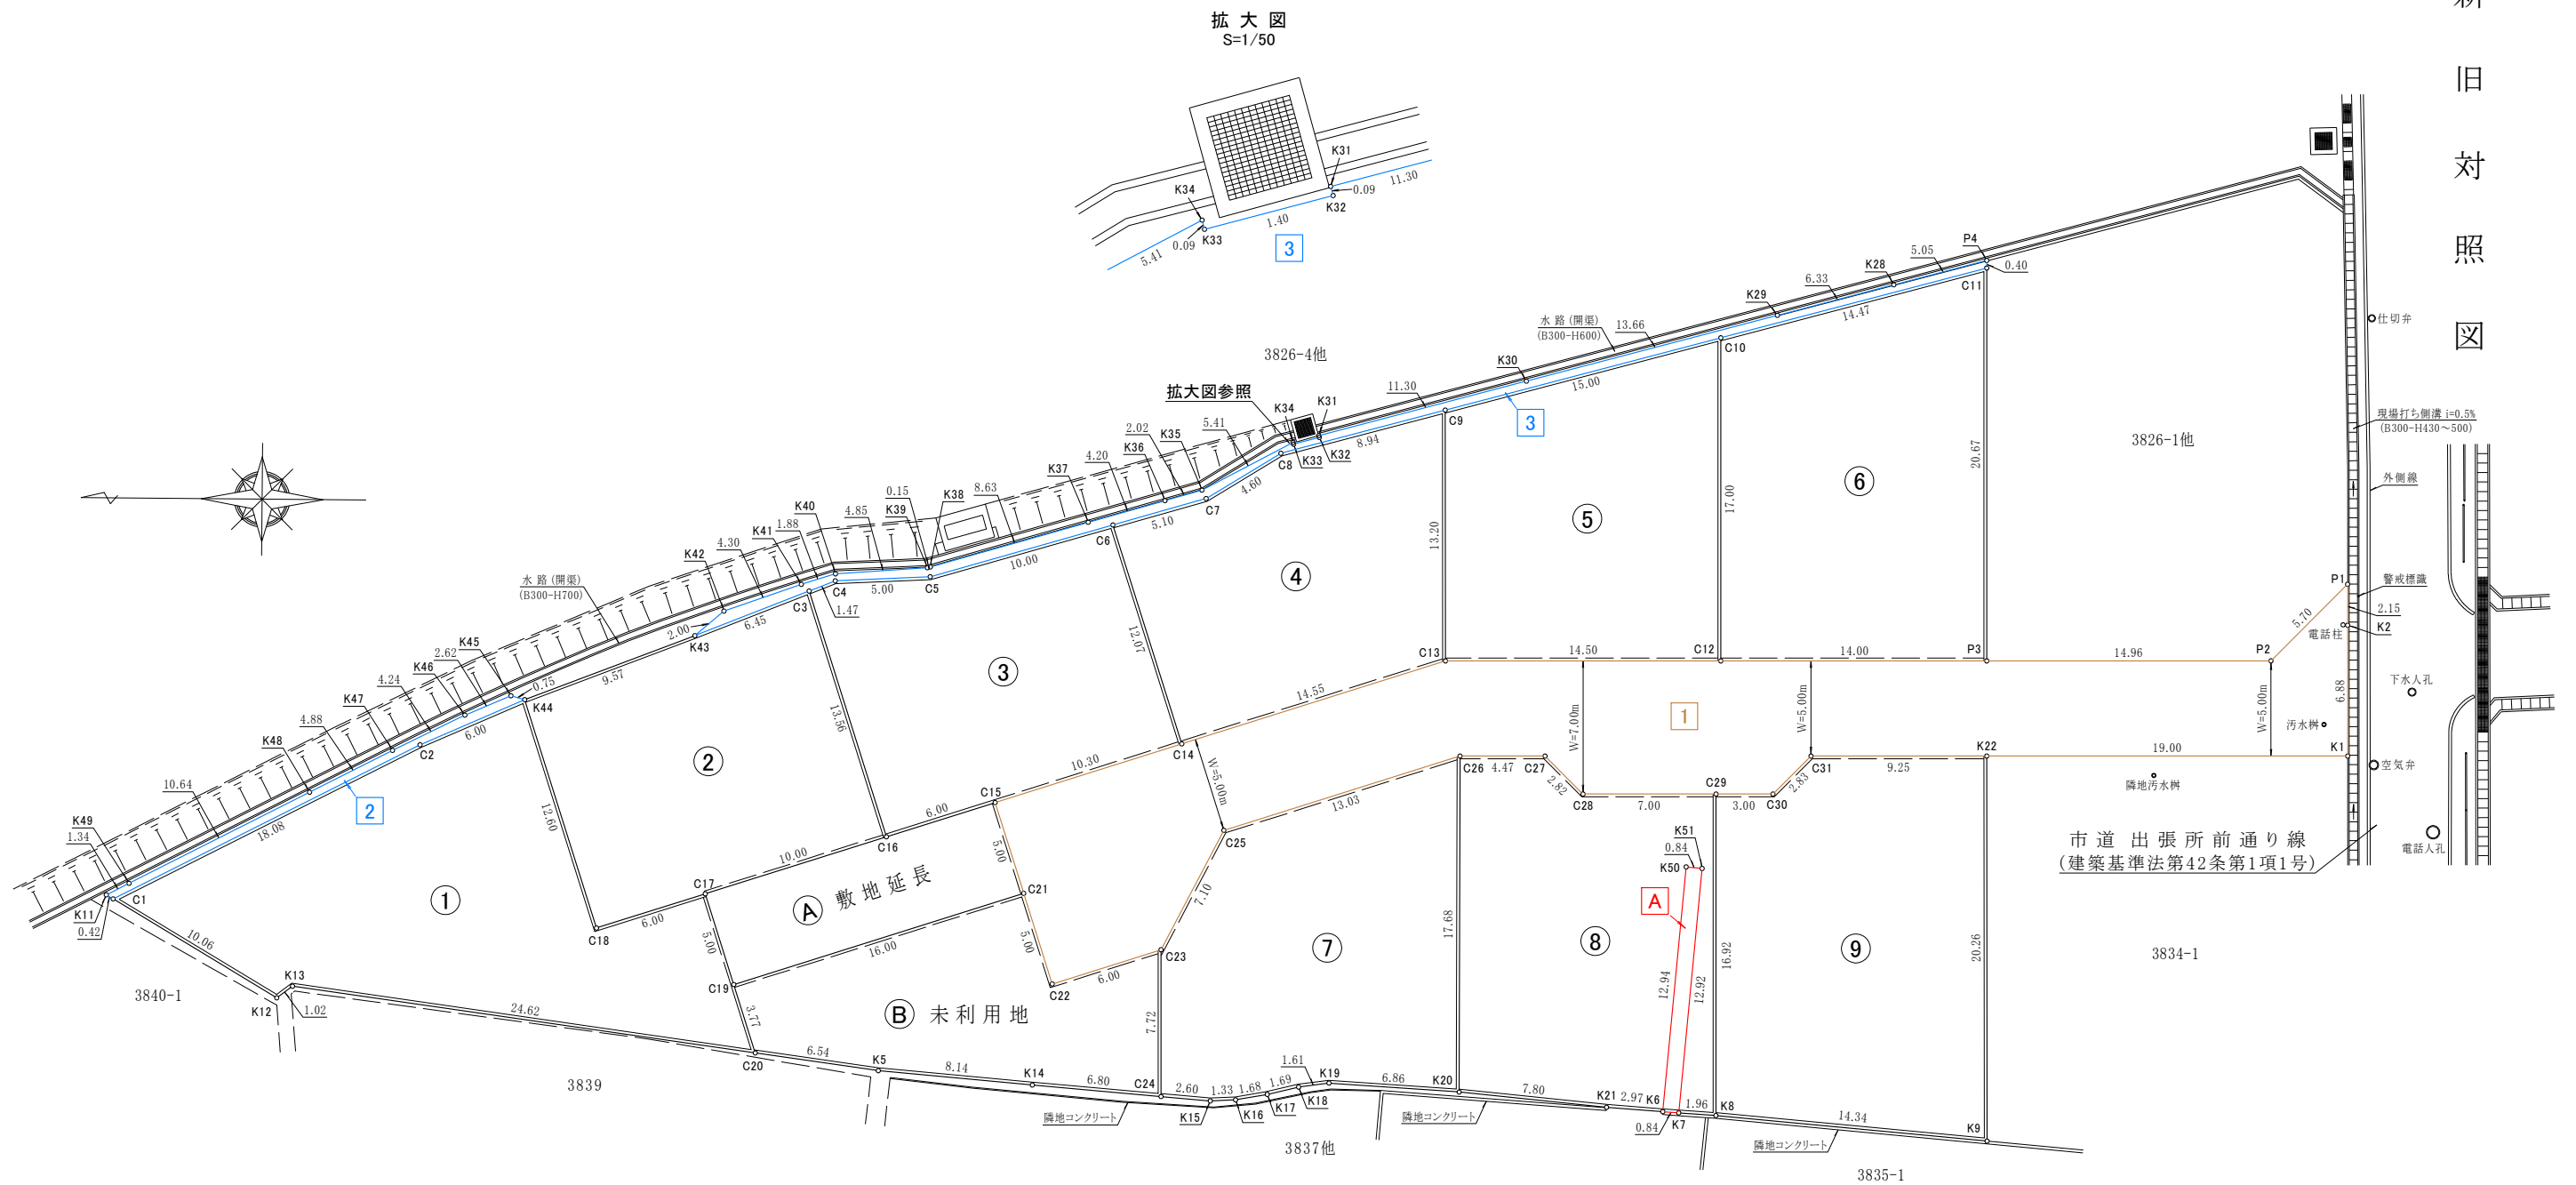 新旧対照図
拡大図
S=1/50
K31
K34
0.09
11.30
K32
K33
1.40
0.09
5.41
3
P4
5.05
K28
0.40
C11
6.33
K29
14.47
水路(開渠)
(B300-H600)
13.66
C10
仕切弁
3826-4他
K30
15.00
拡大図参照
11.30
K34
K31
C9
3
現場打ち側溝 i=0.5%
(B300-H430~500)
3826-1他
5.41
8.94
K32
K33
C8
2.02
K35
K36
4.60
C7
20.67
外側線
4.20
K37
5.10
17.00
⑥
8.63
0.15
K38
K39
C6
13.20
⑤
4.85
K40
10.00
C5
1.88
K41
5.00
C4
1.47
4.30
K42
C3
④
水路(開渠)
(B300-H700)
6.45
2.00
K43
P1
警戒標識
2.15
5.70
K2
電話柱
12.07
K45
2.62
K46
0.75
K44
9.57
C13
14.50
C12
14.00
P3
14.96
P2
4.24
K47
③
14.55
6.88
下水人孔
4.88
K48
6.00
C2
13.56
W=7.00m
1
W=5.00m
W=5.00m
汚水桝
10.64
②
C14
10.30
W=5.00m
C26
4.47
C27
C31
9.25
K22
19.00
K1
空気弁
2
2.82
2.83
隣地汚水桝
K49
1.34
18.08
12.60
C15
13.03
C28
7.00
C29
3.00
C30
6.00
C16
C25
市道 出張所前通り線
(建築基準法第42条第1項1号)
電話人孔
K51
0.84
K50
10.00
5.00
K11
C1
0.42
①
C17
Ⓐ 敷地延長
C21
7.10
A
10.06
6.00
C18
5.00
16.00
5.00
17.68
16.92
20.26
⑦
⑧
⑨
3834-1
C23
6.00
K13
K12
1.02
3840-1
C19
C22
12.94
12.92
24.62
3.77
Ⓑ 未利用地
7.72
C20
6.54
K5
8.14
K14
6.80
C24
2.60
1.33
1.68
1.69
1.61
K19
K18
K17
K16
K15
6.86
K20
7.80
K21
2.97
K6
0.84
K7
1.96
K8
14.34
K9
3839
隣地コンクリート
隣地コンクリート
隣地コンクリート
3837他
3835-1